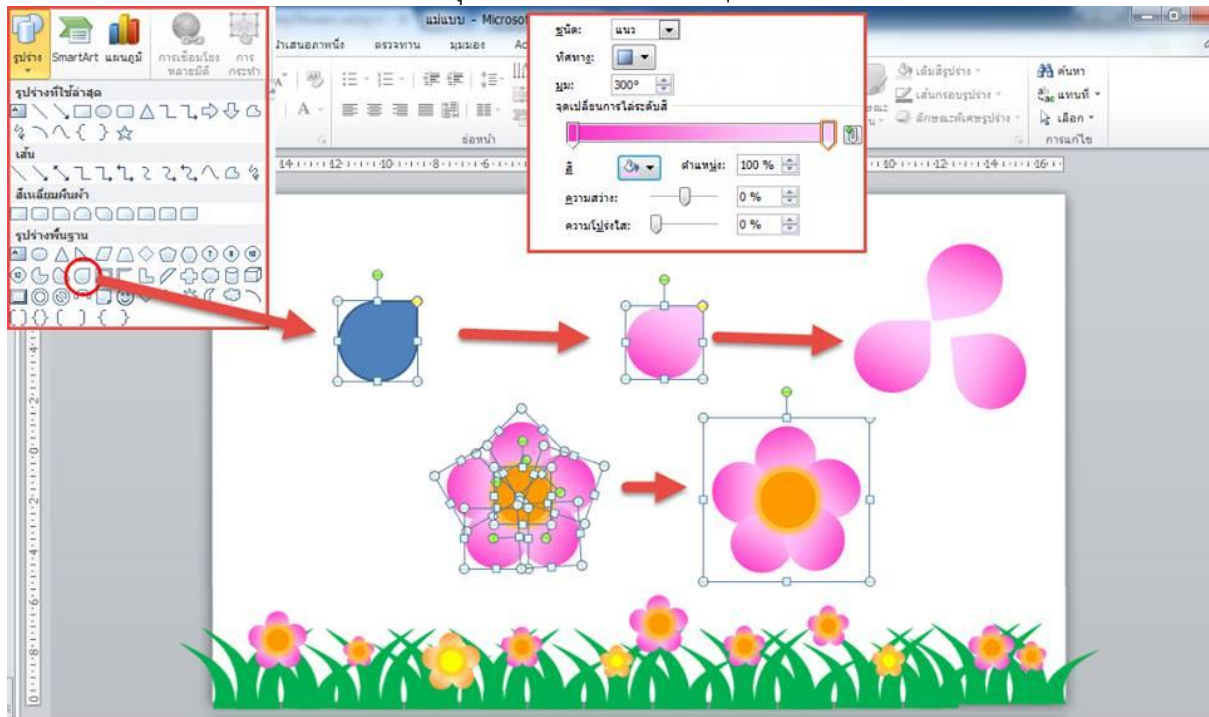 แม่แบบ - Microso
รูปร่าง SmartArt แผนภูมิ การเชื่อมโยงหลายมิติ การกระทำ
นำเสนอภาพนิ่ง ตรวจทาน มุมมอง
รูปร่างที่ใช้ล่าสุด
เส้น
สี่เหลี่ยมผืนผ้า
รูปร่างพื้นฐาน
ย่อหน้า
ชนิด: แนว
ทิศทาง:
มุม: 300°
จุดเปลี่ยนการไล่ระดับสี
สี ตำแหน่ง: 100 %
ความสว่าง: 0 %
ความโปร่งใส: 0 %
เติมสีรูปร่าง
เส้นกรอบรูปร่าง
ลักษณะพิเศษรูปร่าง
ค้นหา
แทนที่
เลือก
การแก้ไข